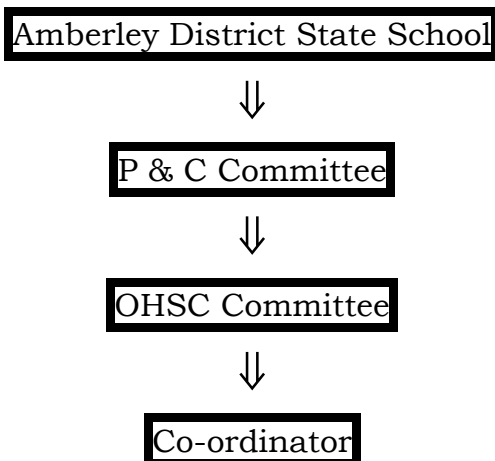 Amberley District State School
⇓
P & C Committee
⇓
OHSC Committee
⇓
Co-ordinator